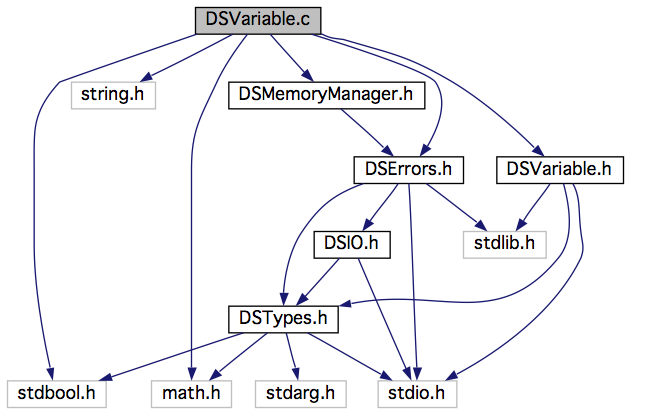 DSVariable.c
string.h
DSMemoryManager.h
DSErrors.h
DSVariable.h
DSIO.h
stdlib.h
DSTypes.h
stdbool.h
math.h
stdarg.h
stdio.h